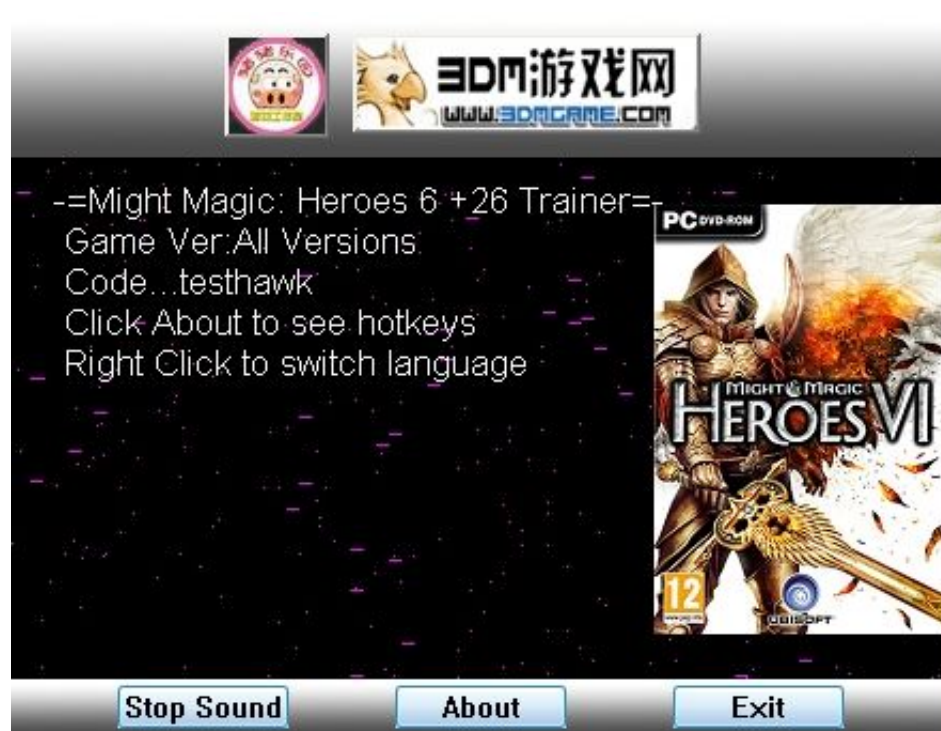 3DM游戏网
WWW.3DMGAME.COM
-=Might Magic: Heroes 6 +26 Trainer=-
Game Ver:All Versions
Code...testhawk
Click About to see hotkeys
Right Click to switch language
PC DVD-ROM
MIGHT & MAGIC
HEROES VI
12
UBISOFT
Stop Sound
About
Exit